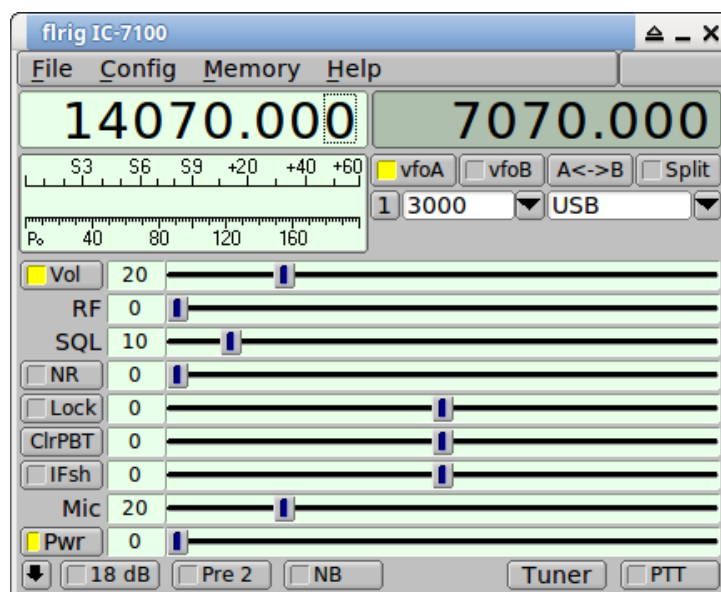 flrig IC-7100
File Config Memory Help
14070.000 7070.000
S3 S6 S9 +20 +40 +60
vfoA vfoB A<->B Split
1 3000 USB
Po 40 80 120 160
Vol 20
RF 0
SQL 10
NR 0
Lock 0
ClrPBT 0
IFsh 0
Mic 20
Pwr 0
18 dB Pre 2 NB Tuner PTT